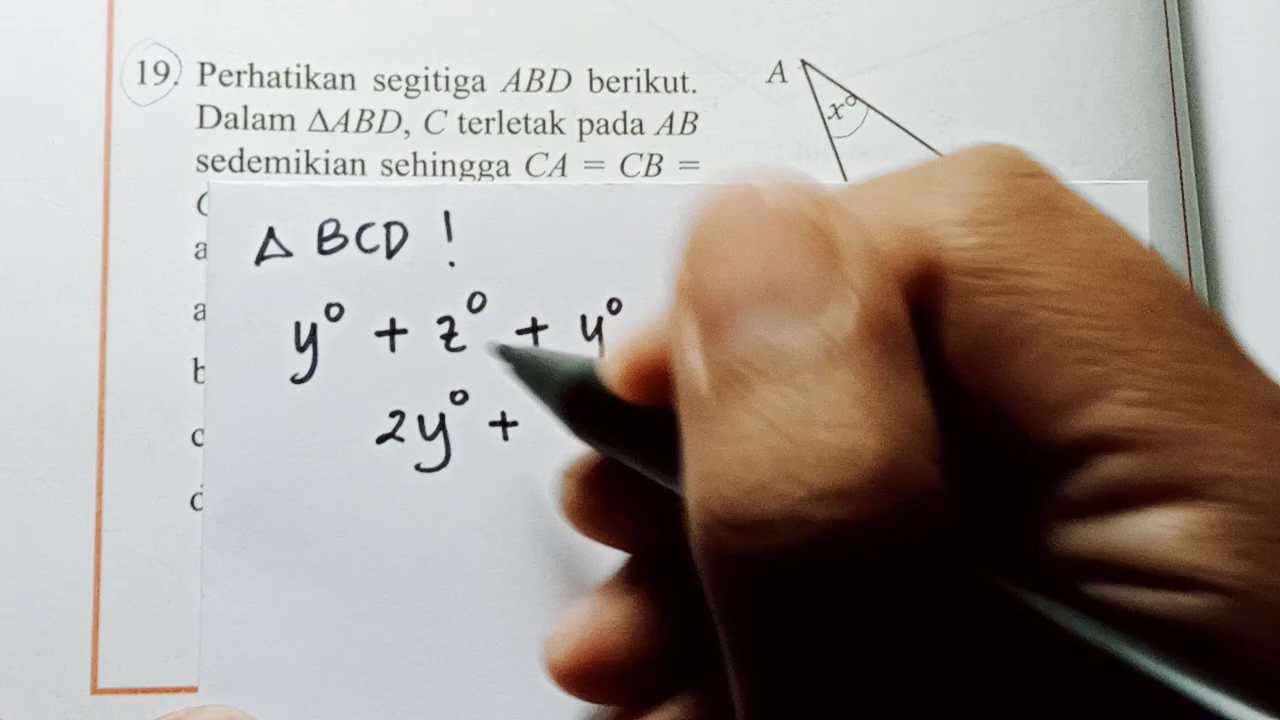 19. Perhatikan segitiga ABD berikut.
Dalam ΔABD, C terletak pada AB
sedemikian sehingga CA = CB =
A
x°
C
a
a
b
c
d
Δ BCD !
y° + z° + y°
2y° +